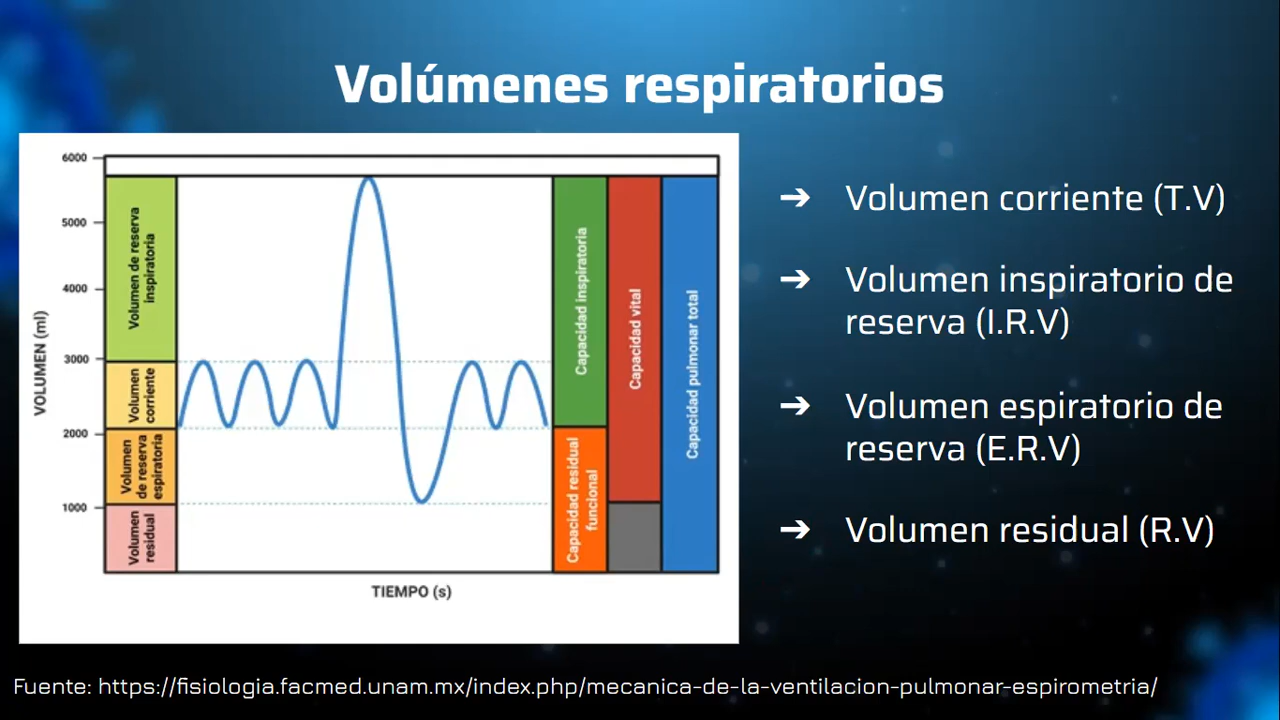 Volúmenes respiratorios
6000
5000
4000
3000
2000
1000
VOLUMEN (ml)
Volumen de reserva
inspiratoria
Volumen
corriente
Volumen
de reserva
espiratoria
Volumen
residual
Capacidad inspiratoria
Capacidad residual
funcional
Capacidad vital
Capacidad pulmonar total
TIEMPO (s)
➔ Volumen corriente (T.V)
➔ Volumen inspiratorio de
reserva (I.R.V)
➔ Volumen espiratorio de
reserva (E.R.V)
➔ Volumen residual (R.V)
Fuente: https://fisiologia.facmed.unam.mx/index.php/mecanica-de-la-ventilacion-pulmonar-espirometria/